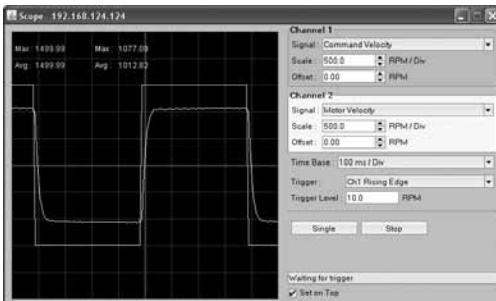 Scope 192.168.124.124
Max : 1499.99 Max : 1077.09
Avg : 1499.99 Avg : 1012.82
Channel 1
Signal : Command Velocity
Scale : 500.0 RPM / Div
Offset : 0.00 RPM
Channel 2
Signal : Motor Velocity
Scale : 500.0 RPM / Div
Offset : 0.00 RPM
Time Base : 100 ms / Div
Trigger : Ch1 Rising Edge
Trigger Level : 10.0 RPM
Single Stop
Waiting for trigger
Set on Top